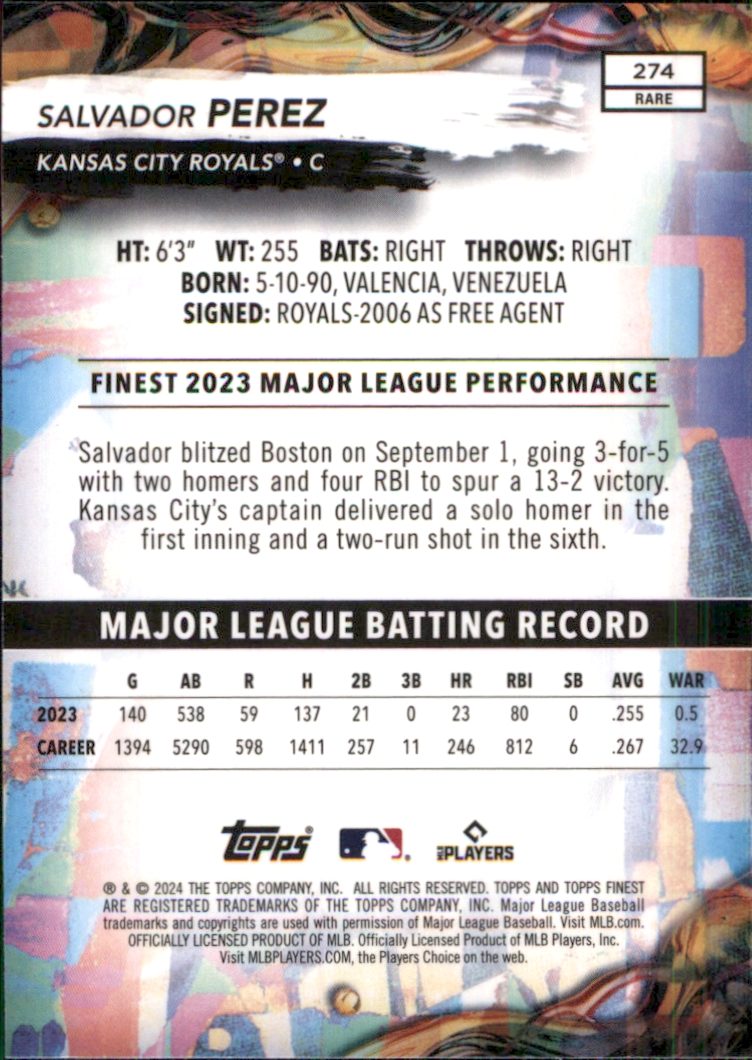 274
RARE
SALVADOR PEREZ
KANSAS CITY ROYALS® • C
HT: 6'3" WT: 255 BATS: RIGHT THROWS: RIGHT
BORN: 5-10-90, VALENCIA, VENEZUELA
SIGNED: ROYALS-2006 AS FREE AGENT
FINEST 2023 MAJOR LEAGUE PERFORMANCE
Salvador blitzed Boston on September 1, going 3-for-5
with two homers and four RBI to spur a 13-2 victory.
Kansas City's captain delivered a solo homer in the
first inning and a two-run shot in the sixth.
MAJOR LEAGUE BATTING RECORD
G AB R H 2B 3B HR RBI SB AVG WAR
2023 140 538 59 137 21 0 23 80 0 .255 0.5
CAREER 1394 5290 598 1411 257 11 246 812 6 .267 32.9
Topps® MLB PLAYERS
® & © 2024 THE TOPPS COMPANY, INC. ALL RIGHTS RESERVED. TOPPS AND TOPPS FINEST
ARE REGISTERED TRADEMARKS OF THE TOPPS COMPANY, INC. Major League Baseball
trademarks and copyrights are used with permission of Major League Baseball. Visit MLB.com.
OFFICIALLY LICENSED PRODUCT OF MLB. Officially Licensed Product of MLB Players, Inc.
Visit MLBPLAYERS.COM, the Players Choice on the web.